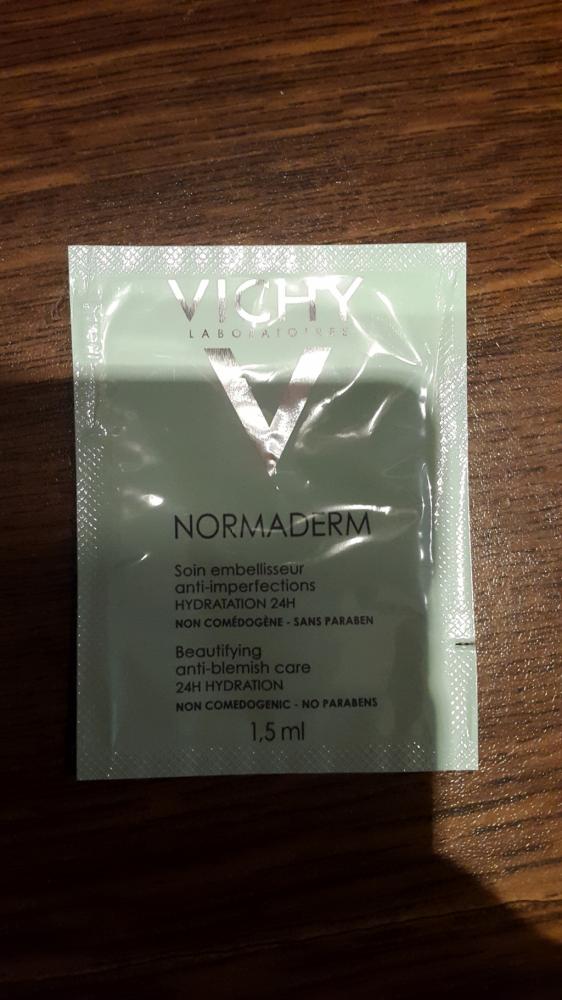 VICHY
LABORATOIRES
V
NORMADERM
Soin embellisseur
anti-imperfections
HYDRATATION 24H
NON COMÉDOGÈNE - SANS PARABEN
Beautifying
anti-blemish care
24H HYDRATION
NON COMEDOGENIC - NO PARABENS
1,5 ml